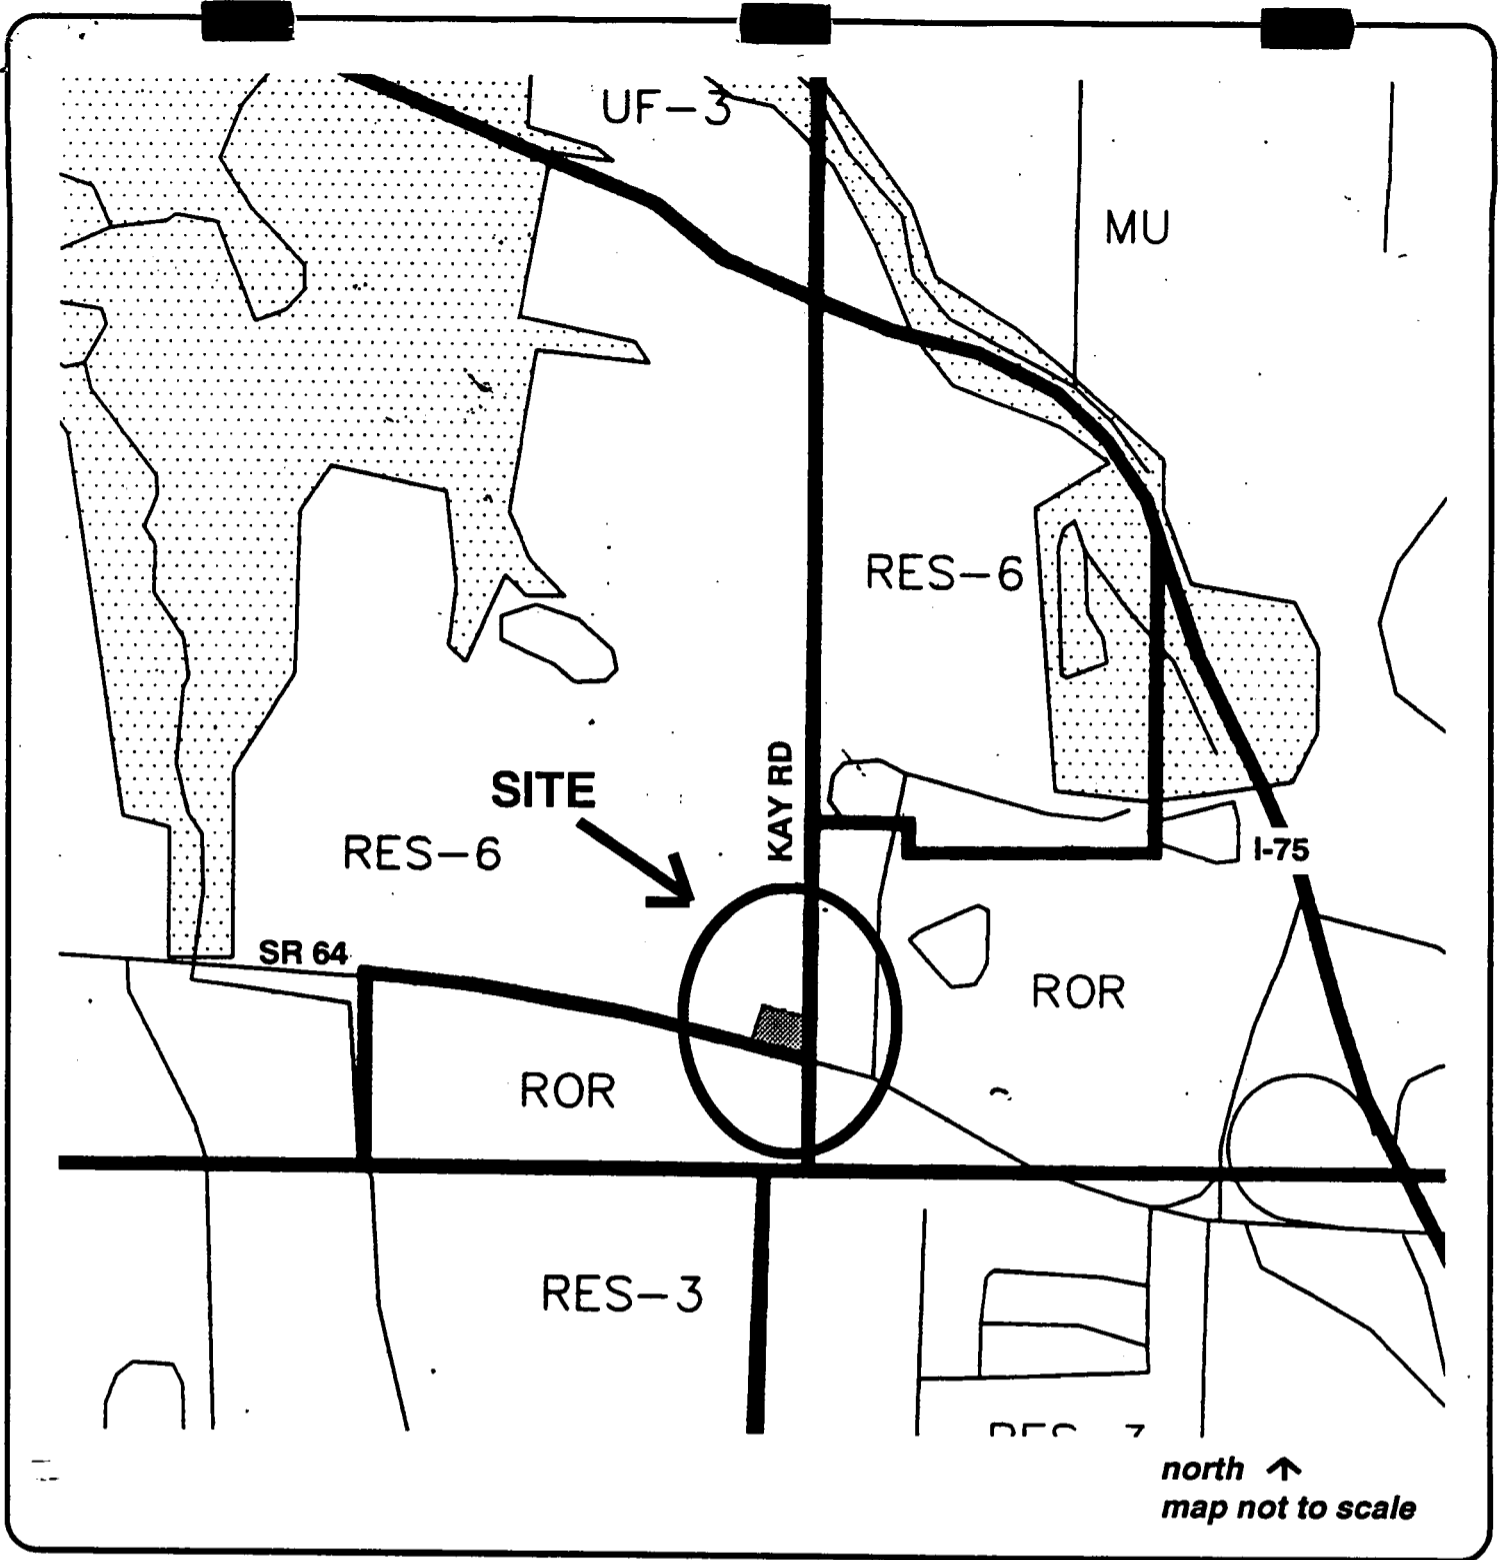 UF-3
MU
RES-6
KAY RD
SITE
RES-6
I-75
SR 64
ROR
ROR
RES-3
north
map not to scale